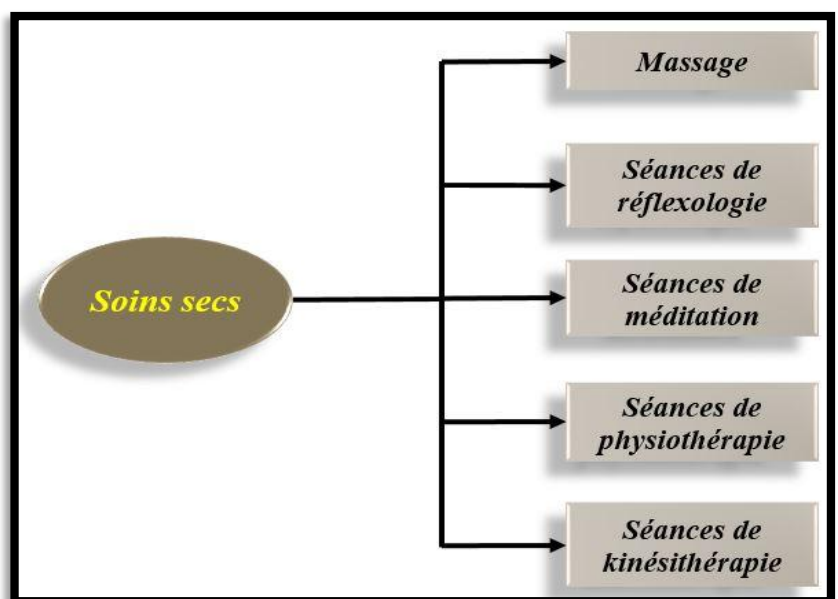 Massage
Séances de
réflexologie
Soins secs
Séances de
méditation
Séances de
physiothérapie
Séances de
kinésithérapie